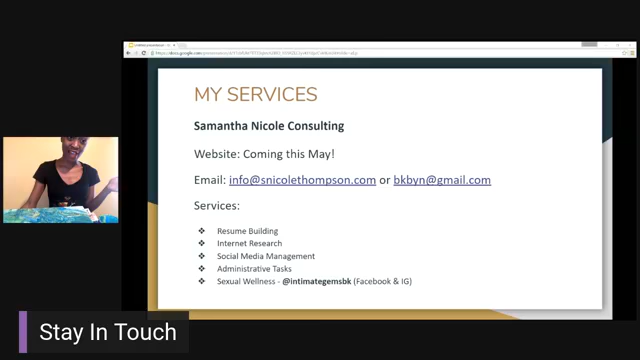 MY SERVICES
Samantha Nicole Consulting
Website: Coming this May!
Email: info@snicolethompson.com or bkbyn@gmail.com
Services:
❖ Resume Building
❖ Internet Research
❖ Social Media Management
❖ Administrative Tasks
❖ Sexual Wellness - @intimategemsbk (Facebook & IG)
Stay In Touch